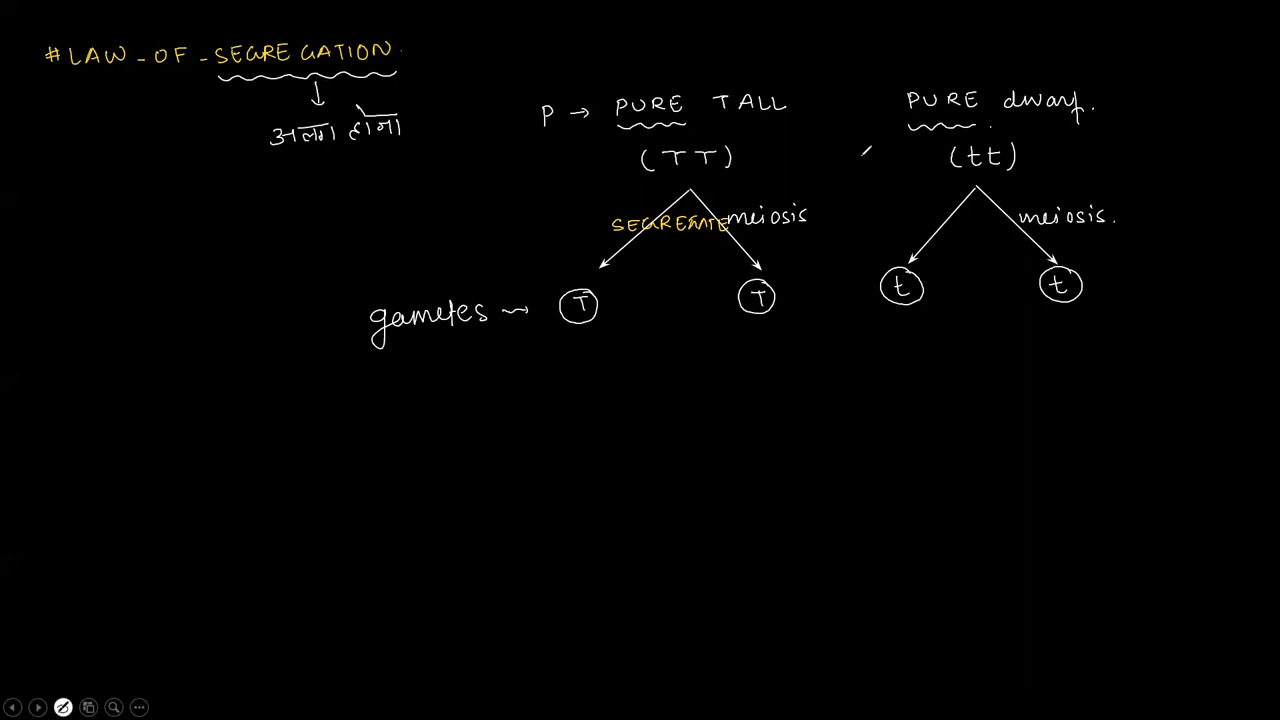 #LAW-OF-SEGREGATION.
अलग होना
P → PURE TALL
(TT)
SEGREGATE meiosis
gametes →
T T
PURE dwarf.
(tt)
meiosis.
t t